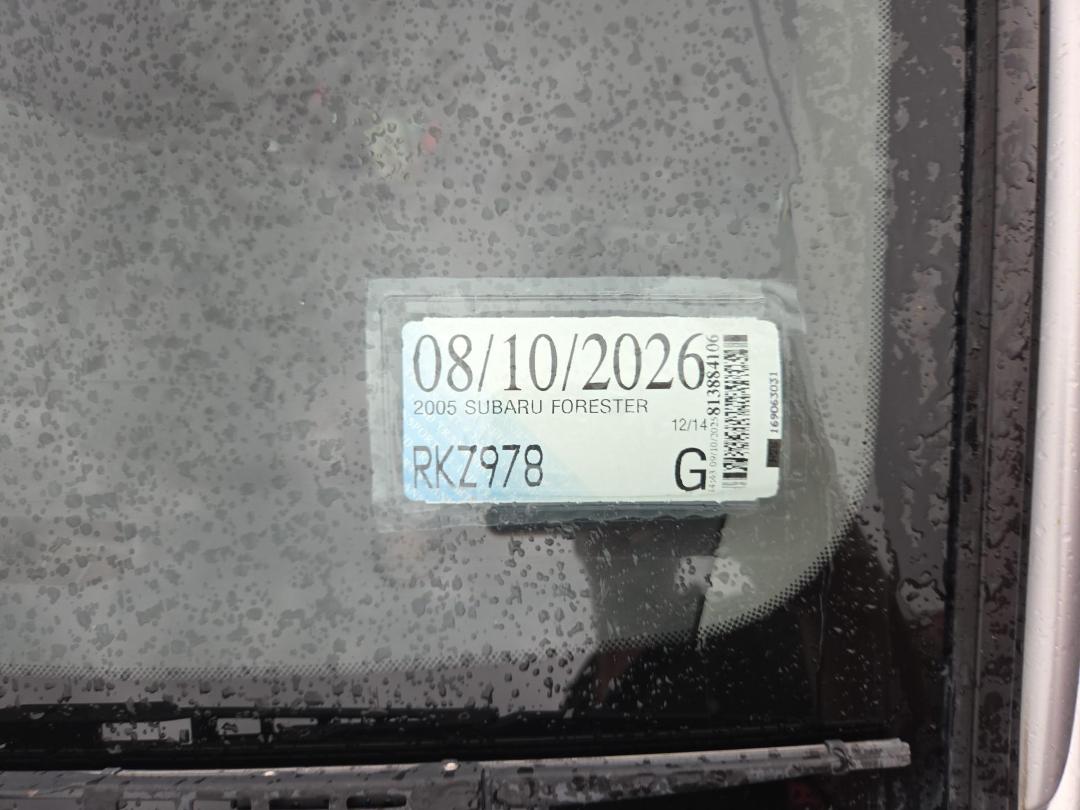 08/10/2026
2005 SUBARU FORESTER
12/14
RKZ978
G
813884106
169063031